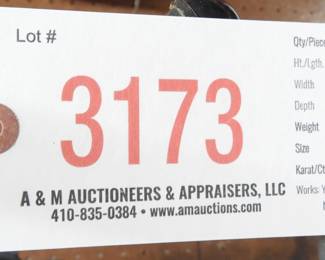 Lot #
3173
A & M AUCTIONEERS & APPRAISERS, LLC
410-835-0384 • www.amauctions.com
Qty/Piece
Ht./Lgth.
Width
Depth
Weight
Size
Karat/Ct
Works: Y